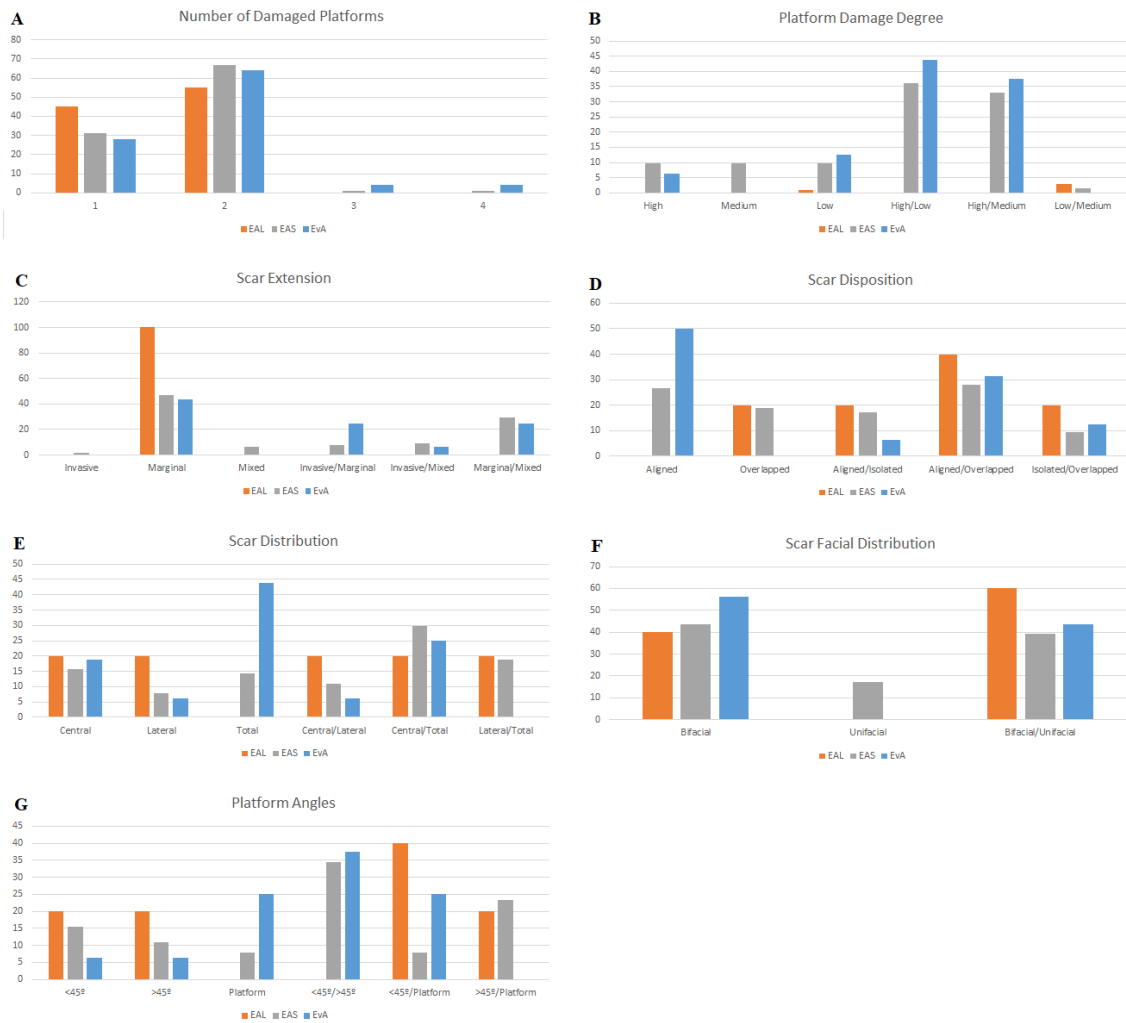 A
Number of Damaged Platforms
80
70
60
50
40
30
20
10
0
1 2 3 4
EAL EAS EvA
B
Platform Damage Degree
50
45
40
35
30
25
20
15
10
5
0
High Medium Low High/Low High/Medium Low/Medium
EAL EAS EvA
C
Scar Extension
120
100
80
60
40
20
0
Invasive Marginal Mixed Invasive/Marginal Invasive/Mixed Marginal/Mixed
EAL EAS EvA
D
Scar Disposition
60
50
40
30
20
10
0
Aligned Overlapped Aligned/Isolated Aligned/Overlapped Isolated/Overlapped
EAL EAS EvA
E
Scar Distribution
50
45
40
35
30
25
20
15
10
5
0
Central Lateral Total Central/Lateral Central/Total Lateral/Total
EAL EAS EvA
F
Scar Facial Distribution
70
60
50
40
30
20
10
0
Bifacial Unifacial Bifacial/Unifacial
EAL EAS EvA
G
Platform Angles
45
40
35
30
25
20
15
10
5
0
<45º >45º Platform <45º/>45º <45º/Platform >45º/Platform
EAL EAS EvA